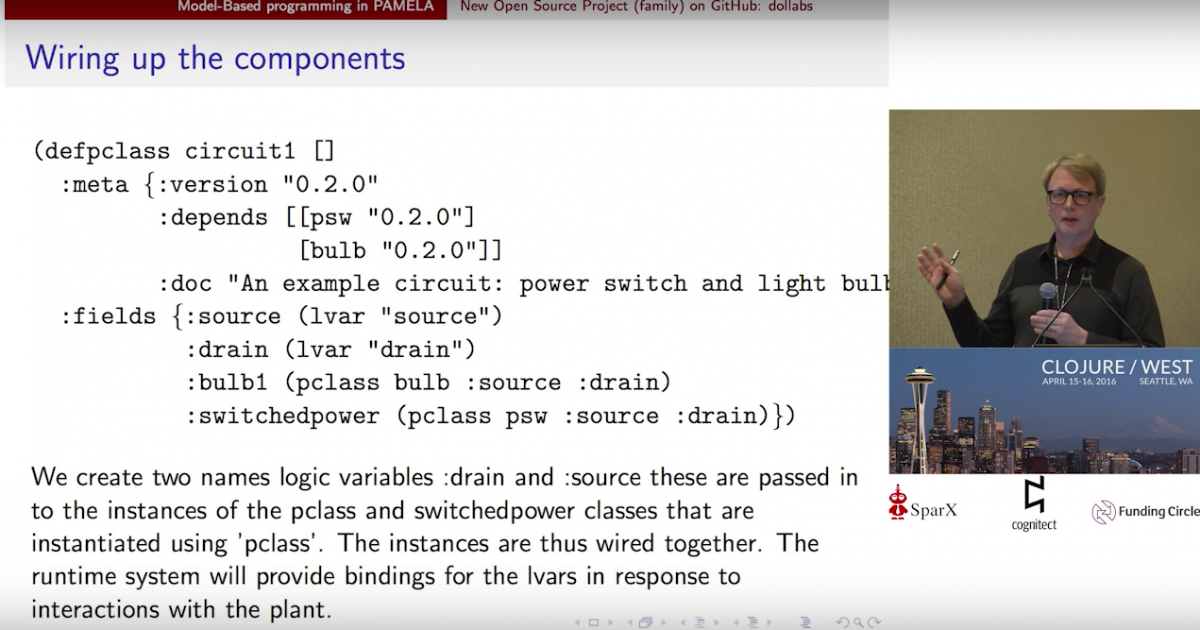 Model-Based programming in PAMELA New Open Source Project (family) on GitHub: dollabs
Wiring up the components
(defpclass circuit1 []
:meta {:version "0.2.0"
:depends [[psw "0.2.0"]
[bulb "0.2.0"]]
:doc "An example circuit: power switch and light bulb
:fields {:source (lvar "source")
:drain (lvar "drain")
:bulb1 (pclass bulb :source :drain)
:switchedpower (pclass psw :source :drain)})
We create two names logic variables :drain and :source these are passed in
to the instances of the pclass and switchedpower classes that are
instantiated using 'pclass'. The instances are thus wired together. The
runtime system will provide bindings for the lvars in response to
interactions with the plant.
CLOJURE / WEST
APRIL 15-16, 2016 SEATTLE, WA
SparX
cognitect
Funding Circle